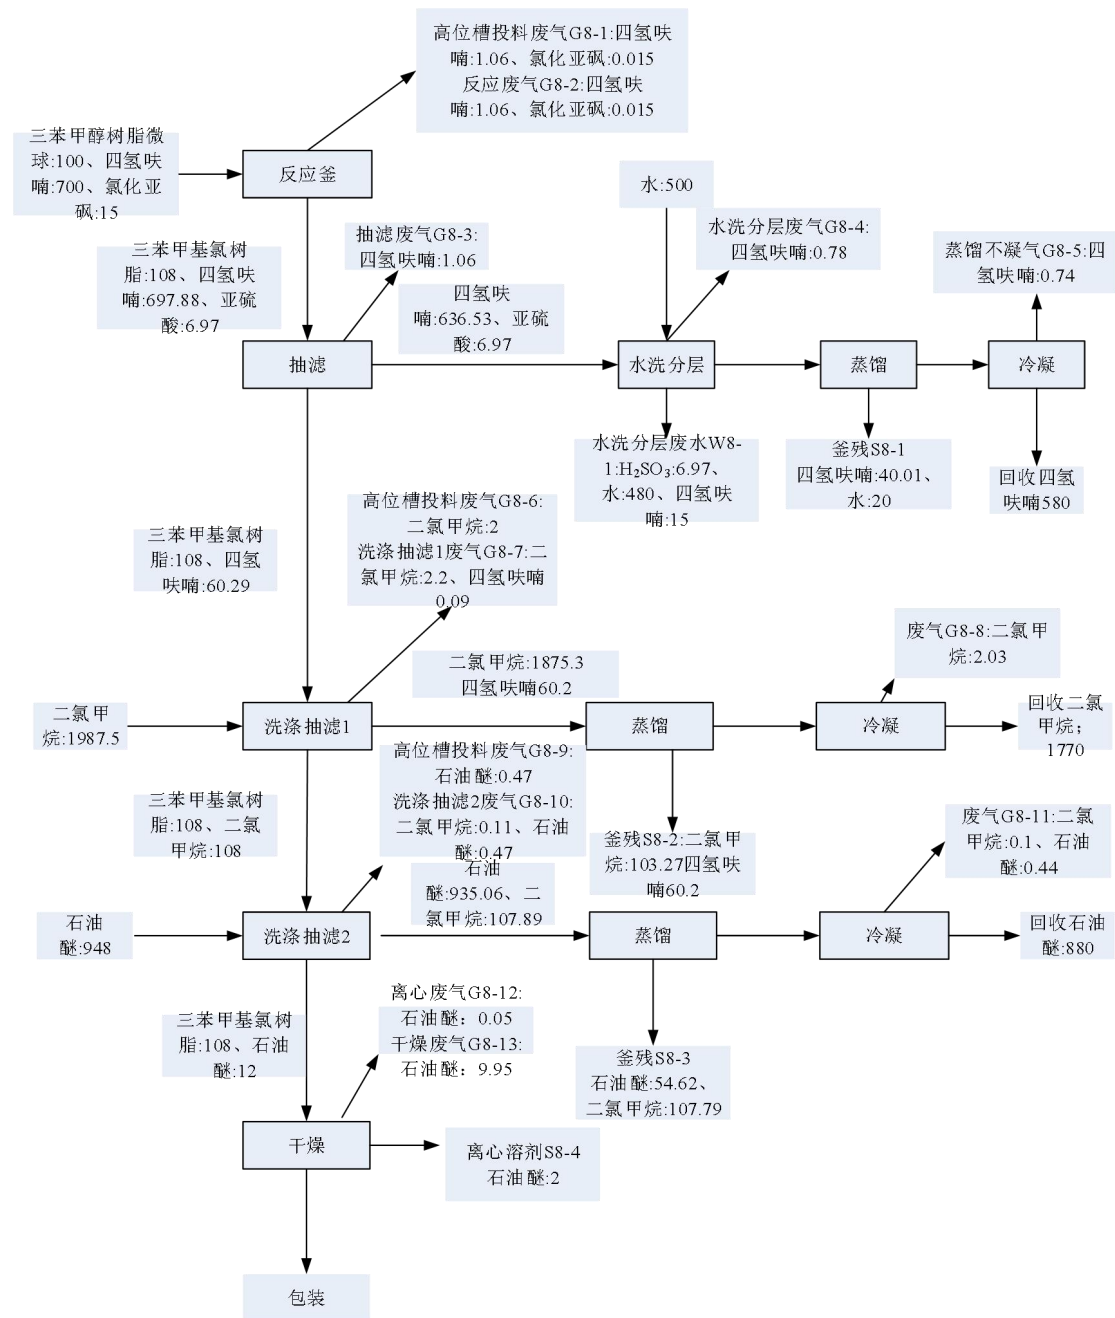 高位槽投料废气G8-1:四氢呋
喃:1.06、氯化亚砜:0.015
反应废气G8-2:四氢呋
喃:1.06、氯化亚砜:0.015
三苯甲醇树脂微
球:100、四氢呋
喃:700、氯化亚
砜:15
反应釜
水:500
抽滤废气G8-3:
四氢呋喃:1.06
水洗分层废气G8-4:
四氢呋喃:0.78
蒸馏不凝气G8-5:四
氢呋喃:0.74
三苯甲基氯树
脂:108、四氢呋
喃:697.88、亚硫
酸:6.97
四氢呋
喃:636.53、亚硫
酸:6.97
抽滤
水洗分层
蒸馏
冷凝
水洗分层废水W8-
1:H₂SO₃:6.97、
水:480、四氢呋
喃:15
釜残S8-1
四氢呋喃:40.01、
水:20
回收四氢
呋喃580
高位槽投料废气G8-6:
二氯甲烷:2
洗涤抽滤1废气G8-7:二
氯甲烷:2.2、四氢呋喃
0.09
三苯甲基氯树
脂:108、四氢
呋喃:60.29
废气G8-8:二氯甲
烷:2.03
二氯甲烷:1875.3
四氢呋喃60.2
二氯甲
烷:1987.5
洗涤抽滤1
蒸馏
冷凝
回收二氯
甲烷；
1770
高位槽投料废气G8-9:
石油醚:0.47
洗涤抽滤2废气G8-10:
二氯甲烷:0.11、石油
醚:0.47
三苯甲基氯树
脂:108、二氯
甲烷:108
釜残S8-2:二氯甲
烷:103.27四氢呋
喃60.2
废气G8-11:二氯
甲烷:0.1、石油
醚:0.44
石油
醚:935.06、二
氯甲烷:107.89
石油
醚:948
洗涤抽滤2
蒸馏
冷凝
回收石油
醚:880
离心废气G8-12:
石油醚：0.05
干燥废气G8-13:
石油醚：9.95
三苯甲基氯树
脂:108、石油
醚:12
釜残S8-3
石油醚:54.62、
二氯甲烷:107.79
干燥
离心溶剂S8-4
石油醚:2
包装